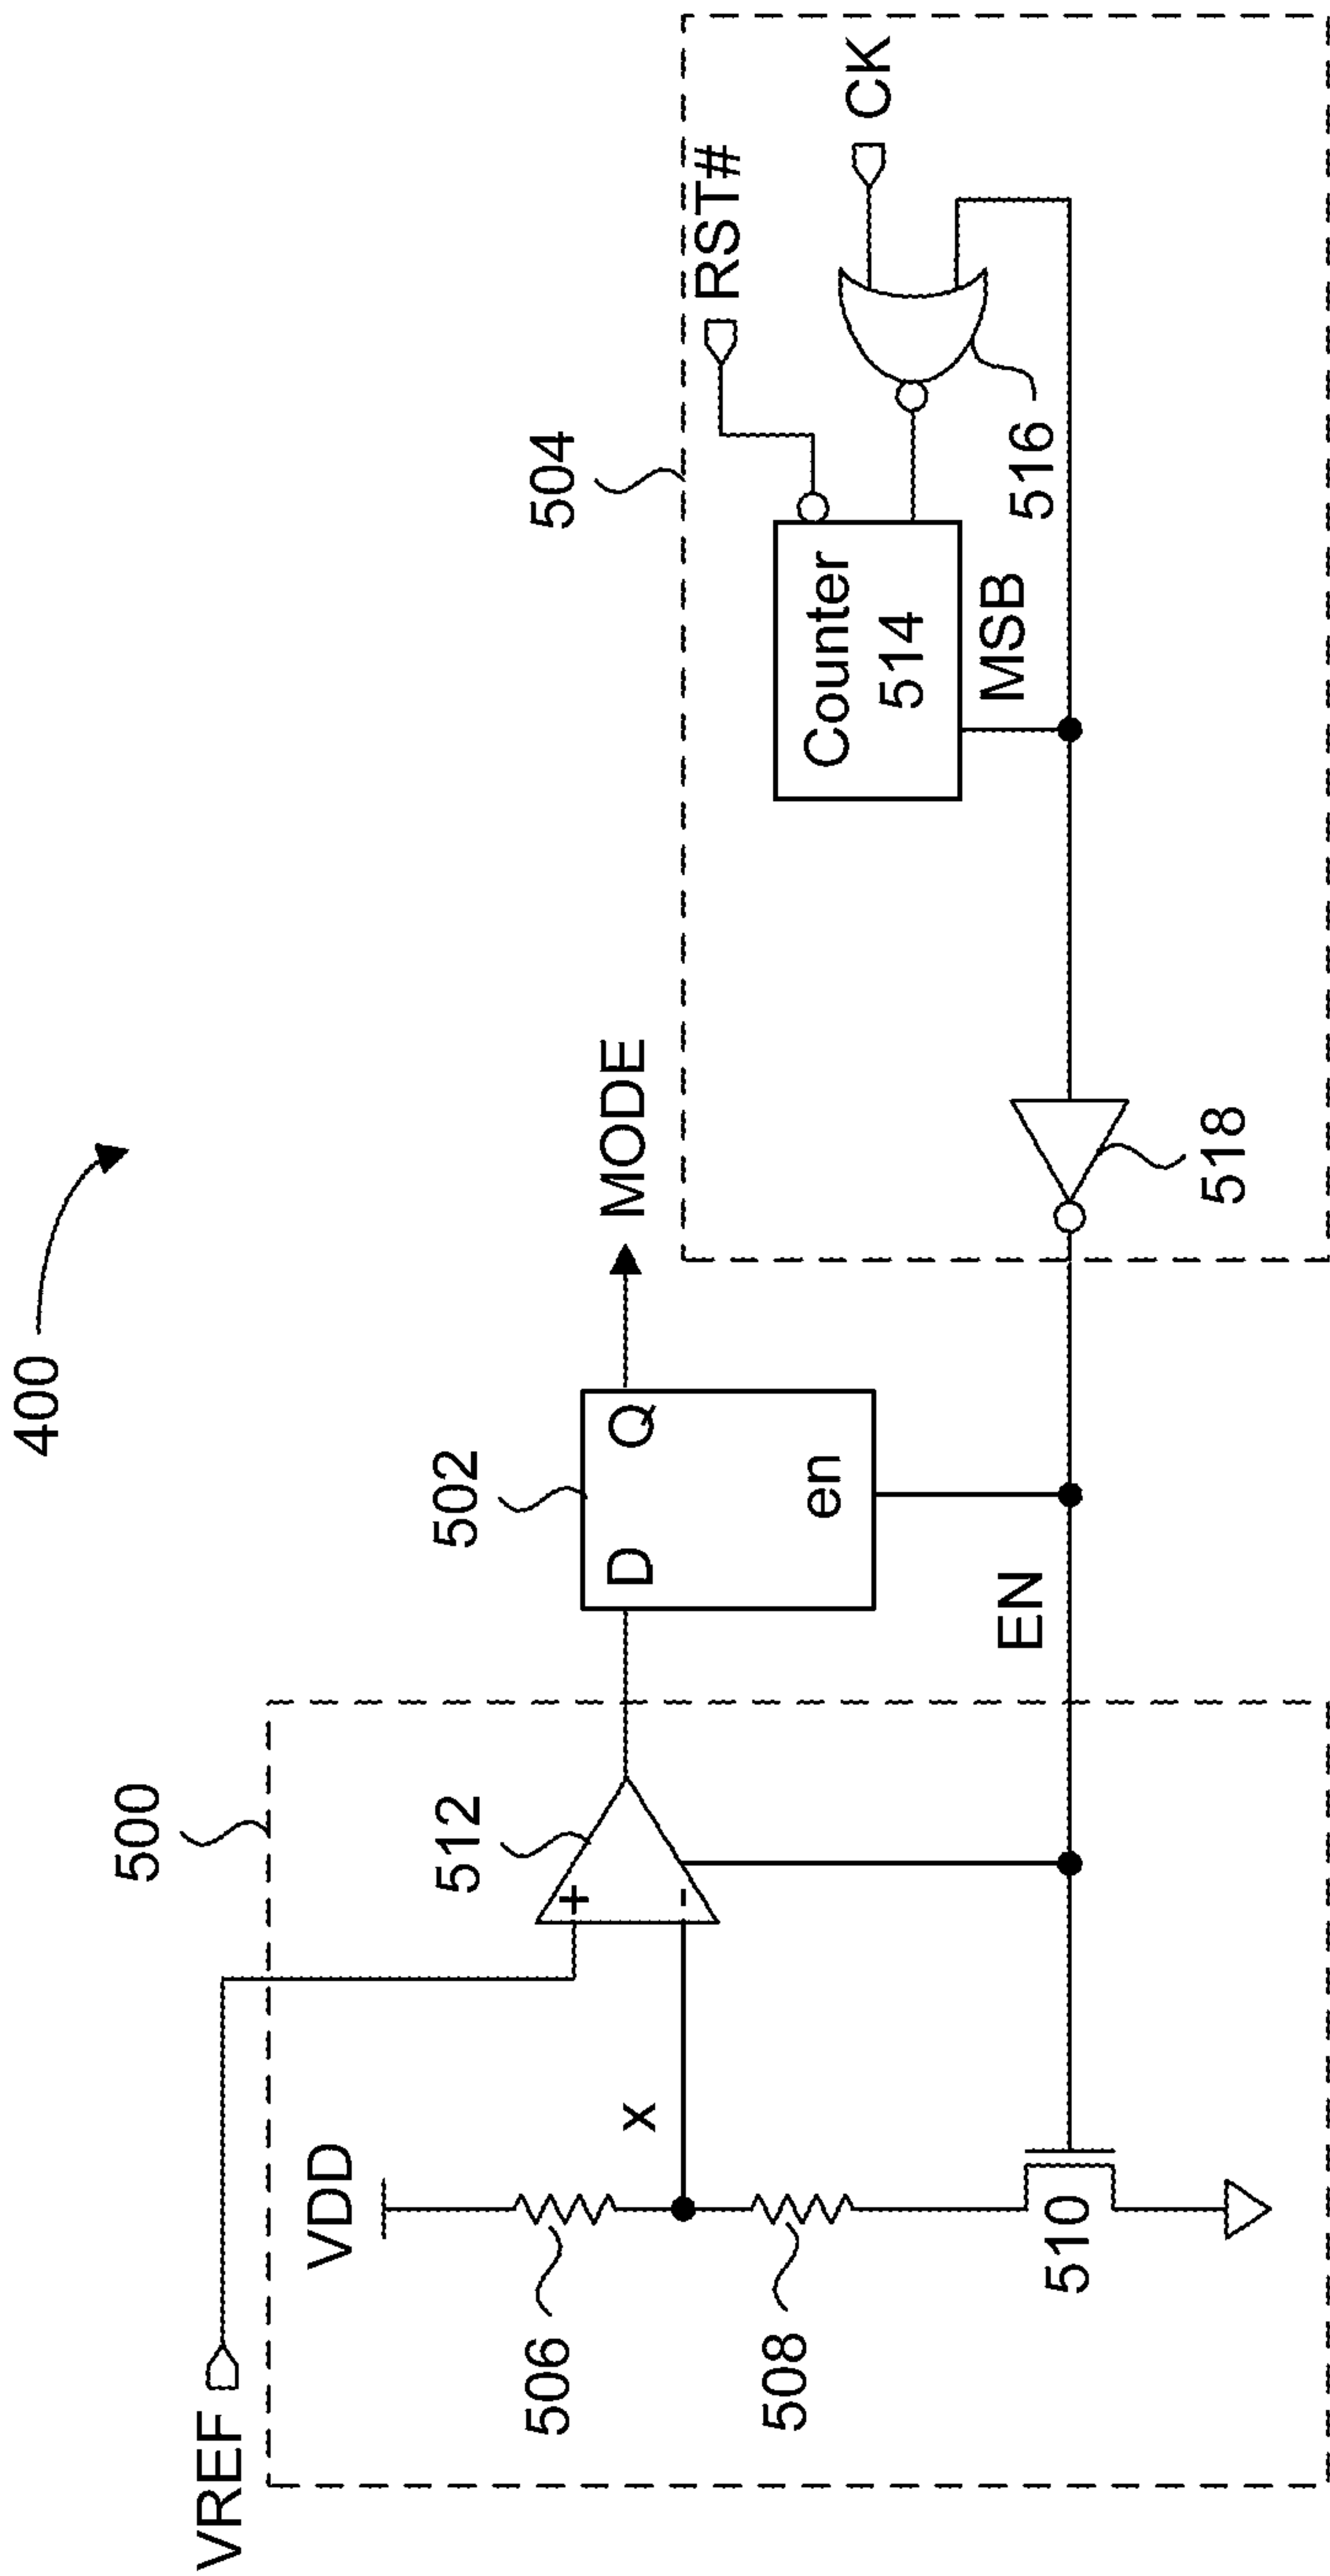 400
500
VREF
VDD
506
508
510
x
512
+
-
502
D
Q
en
EN
MODE
504
RST#
CK
Counter
514
MSB
516
518